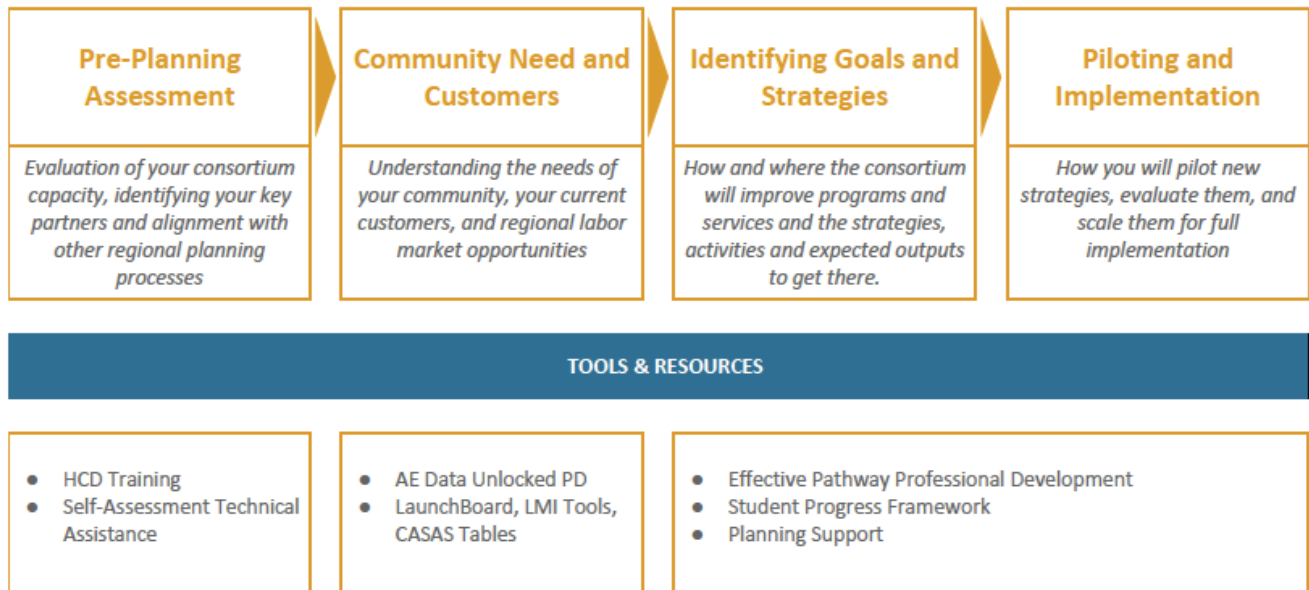 Pre-Planning
Assessment
Evaluation of your consortium
capacity, identifying your key
partners and alignment with
other regional planning
processes
Community Need and
Customers
Understanding the needs of
your community, your current
customers, and regional labor
market opportunities
Identifying Goals and
Strategies
How and where the consortium
will improve programs and
services and the strategies,
activities and expected outputs
to get there.
Piloting and
Implementation
How you will pilot new
strategies, evaluate them, and
scale them for full
implementation
TOOLS & RESOURCES
● HCD Training
● Self-Assessment Technical
Assistance
● AE Data Unlocked PD
● LaunchBoard, LMI Tools,
CASAS Tables
● Effective Pathway Professional Development
● Student Progress Framework
● Planning Support